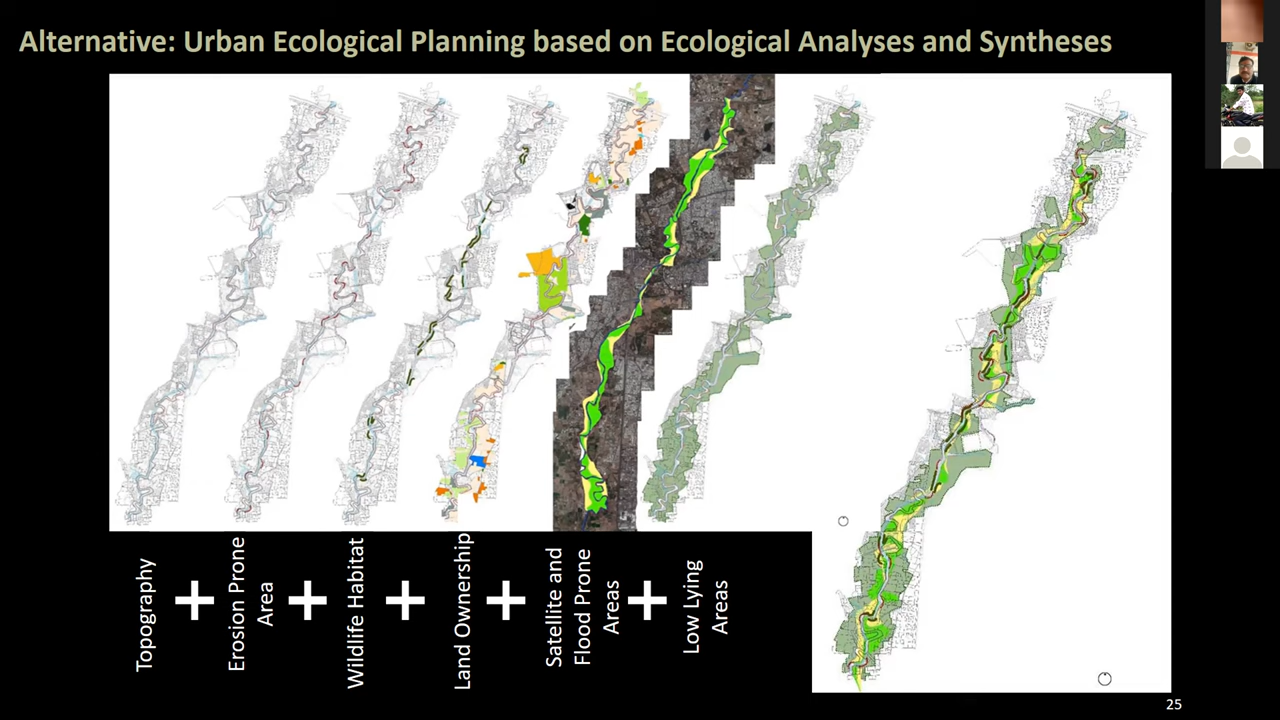 Alternative: Urban Ecological Planning based on Ecological Analyses and Syntheses
Topography
+
Erosion Prone
Area
+
Wildlife Habitat
+
Land Ownership
+
Satellite and
Flood Prone
Areas
+
Low Lying
Areas
25